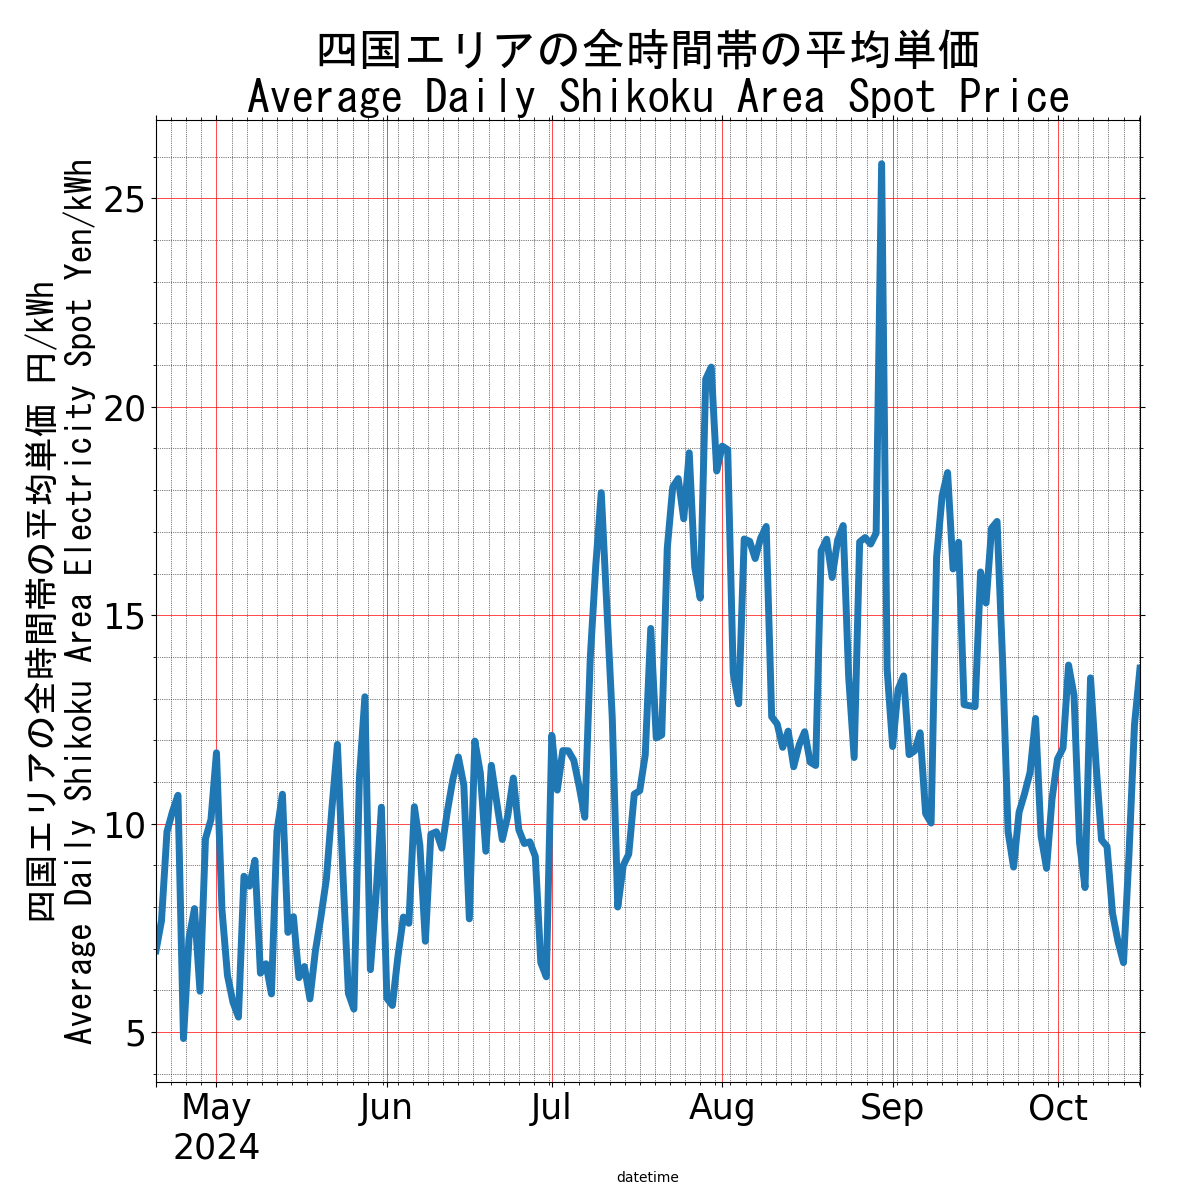 四国エリアの全時間帯の平均単価
Average Daily Shikoku Area Spot Price
四国エリアの全時間帯の平均単価 円/kWh
Average Daily Shikoku Area Electricity Spot Yen/kWh
25
20
15
10
5
May Jun Jul Aug Sep Oct
2024
datetime